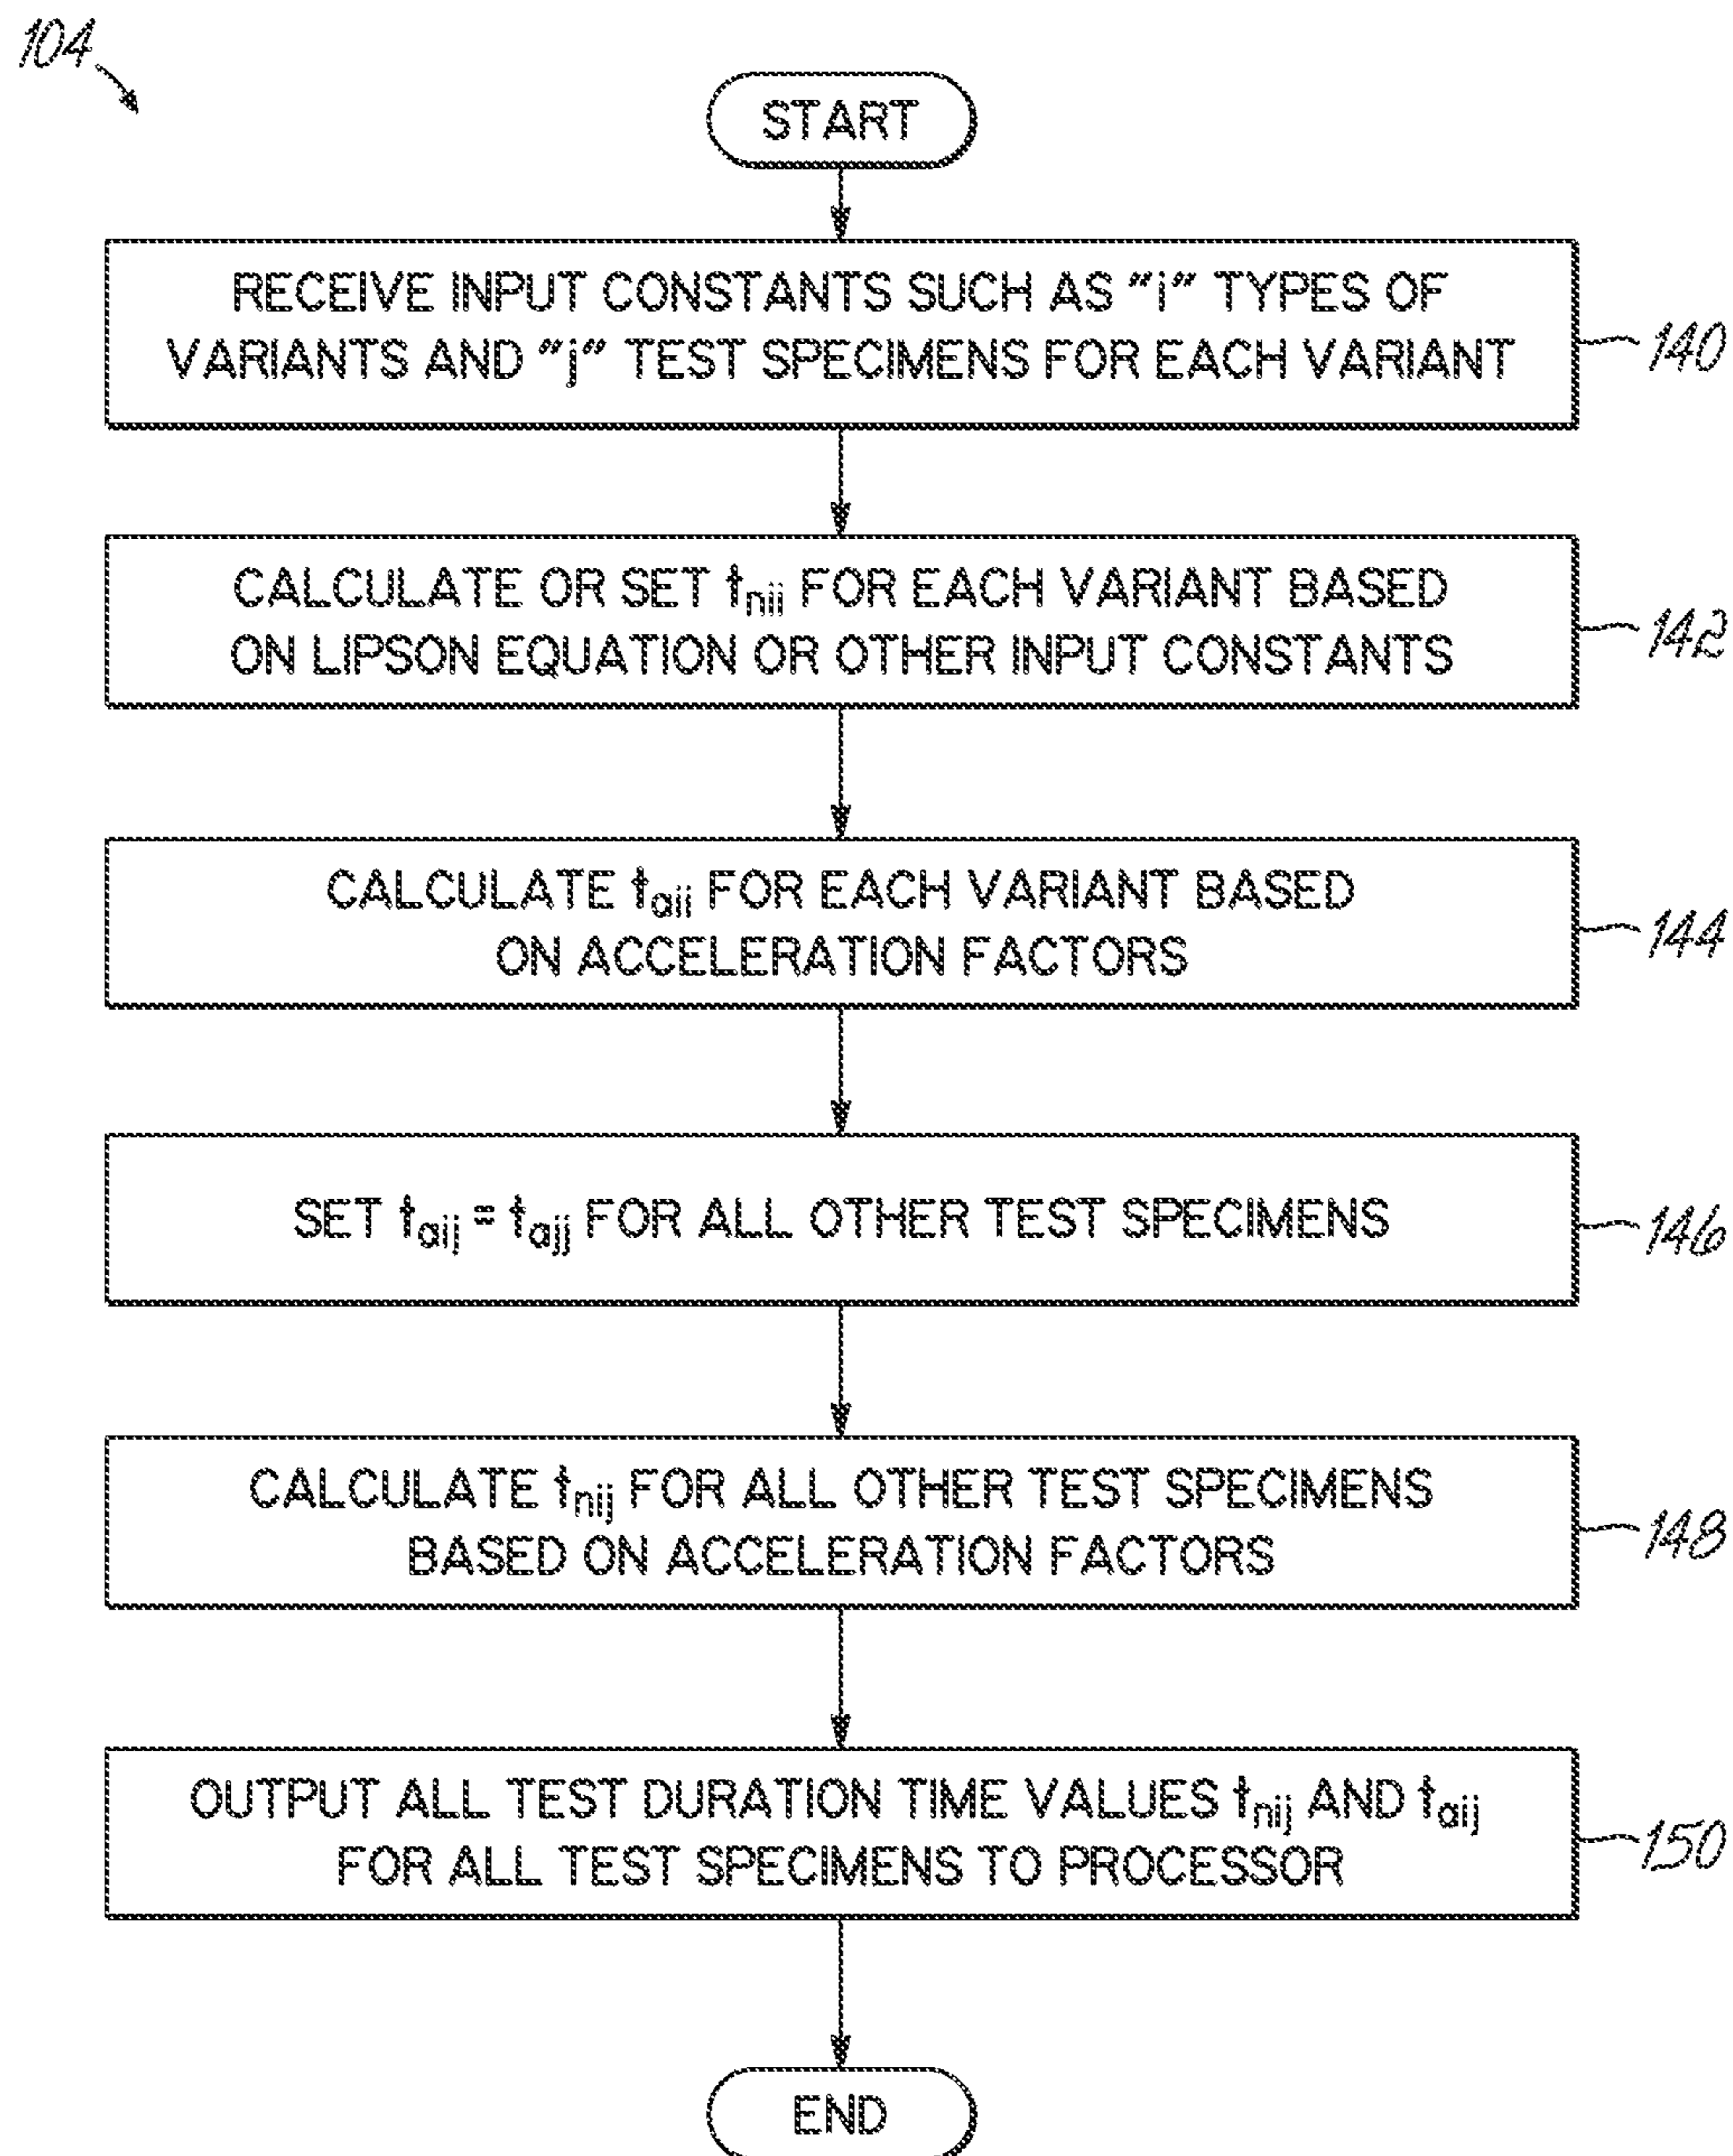 104
START
RECEIVE INPUT CONSTANTS SUCH AS "i" TYPES OF
VARIANTS AND "j" TEST SPECIMENS FOR EACH VARIANT
140
CALCULATE OR SET tnii FOR EACH VARIANT BASED
ON LIPSON EQUATION OR OTHER INPUT CONSTANTS
142
CALCULATE taii FOR EACH VARIANT BASED
ON ACCELERATION FACTORS
144
SET taij = tajj FOR ALL OTHER TEST SPECIMENS
146
CALCULATE tnij FOR ALL OTHER TEST SPECIMENS
BASED ON ACCELERATION FACTORS
148
OUTPUT ALL TEST DURATION TIME VALUES tnij AND taij
FOR ALL TEST SPECIMENS TO PROCESSOR
150
END